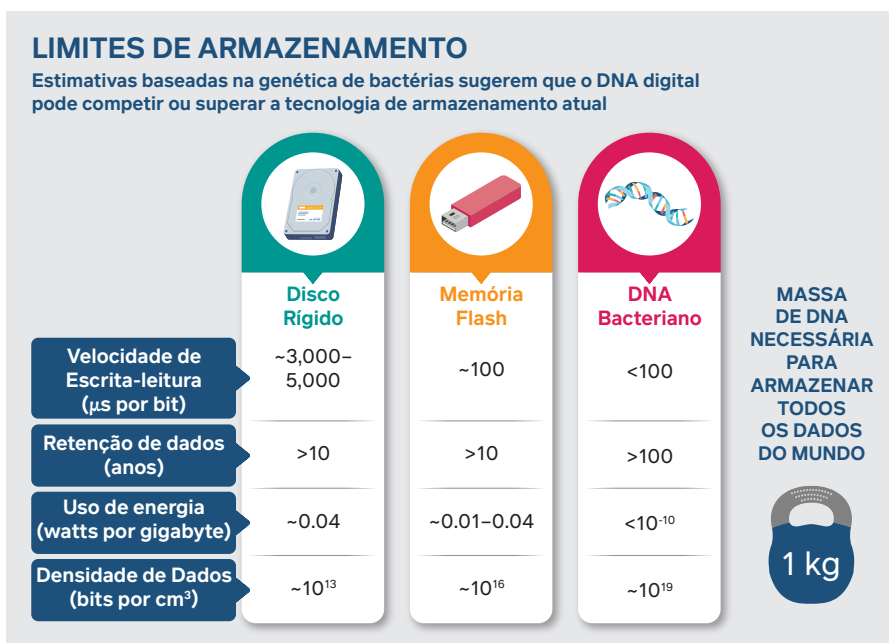 LIMITES DE ARMAZENAMENTO
Estimativas baseadas na genética de bactérias sugerem que o DNA digital
pode competir ou superar a tecnologia de armazenamento atual
Disco
Rígido
Memória
Flash
DNA
Bacteriano
Velocidade de
Escrita-leitura
(µs por bit)
~3,000–
5,000
~100
<100
Retenção de dados
(anos)
>10
>10
>100
Uso de energia
(watts por gigabyte)
~0.04
~0.01–0.04
<10⁻¹⁰
Densidade de Dados
(bits por cm³)
~10¹³
~10¹⁶
~10¹⁹
MASSA
DE DNA
NECESSÁRIA
PARA
ARMAZENAR
TODOS
OS DADOS
DO MUNDO
1 kg